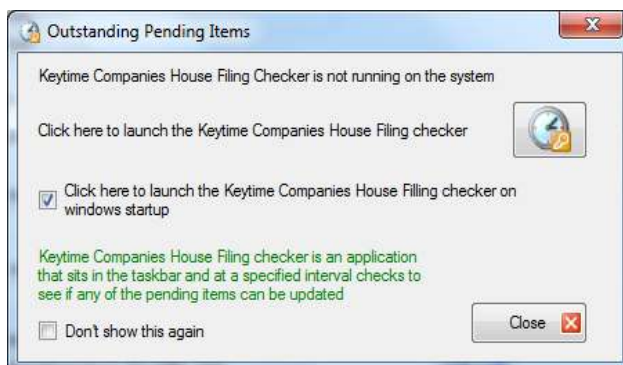 Outstanding Pending Items
Keytime Companies House Filing Checker is not running on the system
Click here to launch the Keytime Companies House Filing checker
Click here to launch the Keytime Companies House Filling checker on
windows startup
Keytime Companies House Filing checker is an application
that sits in the taskbar and at a specified interval checks to
see if any of the pending items can be updated
Don't show this again
Close